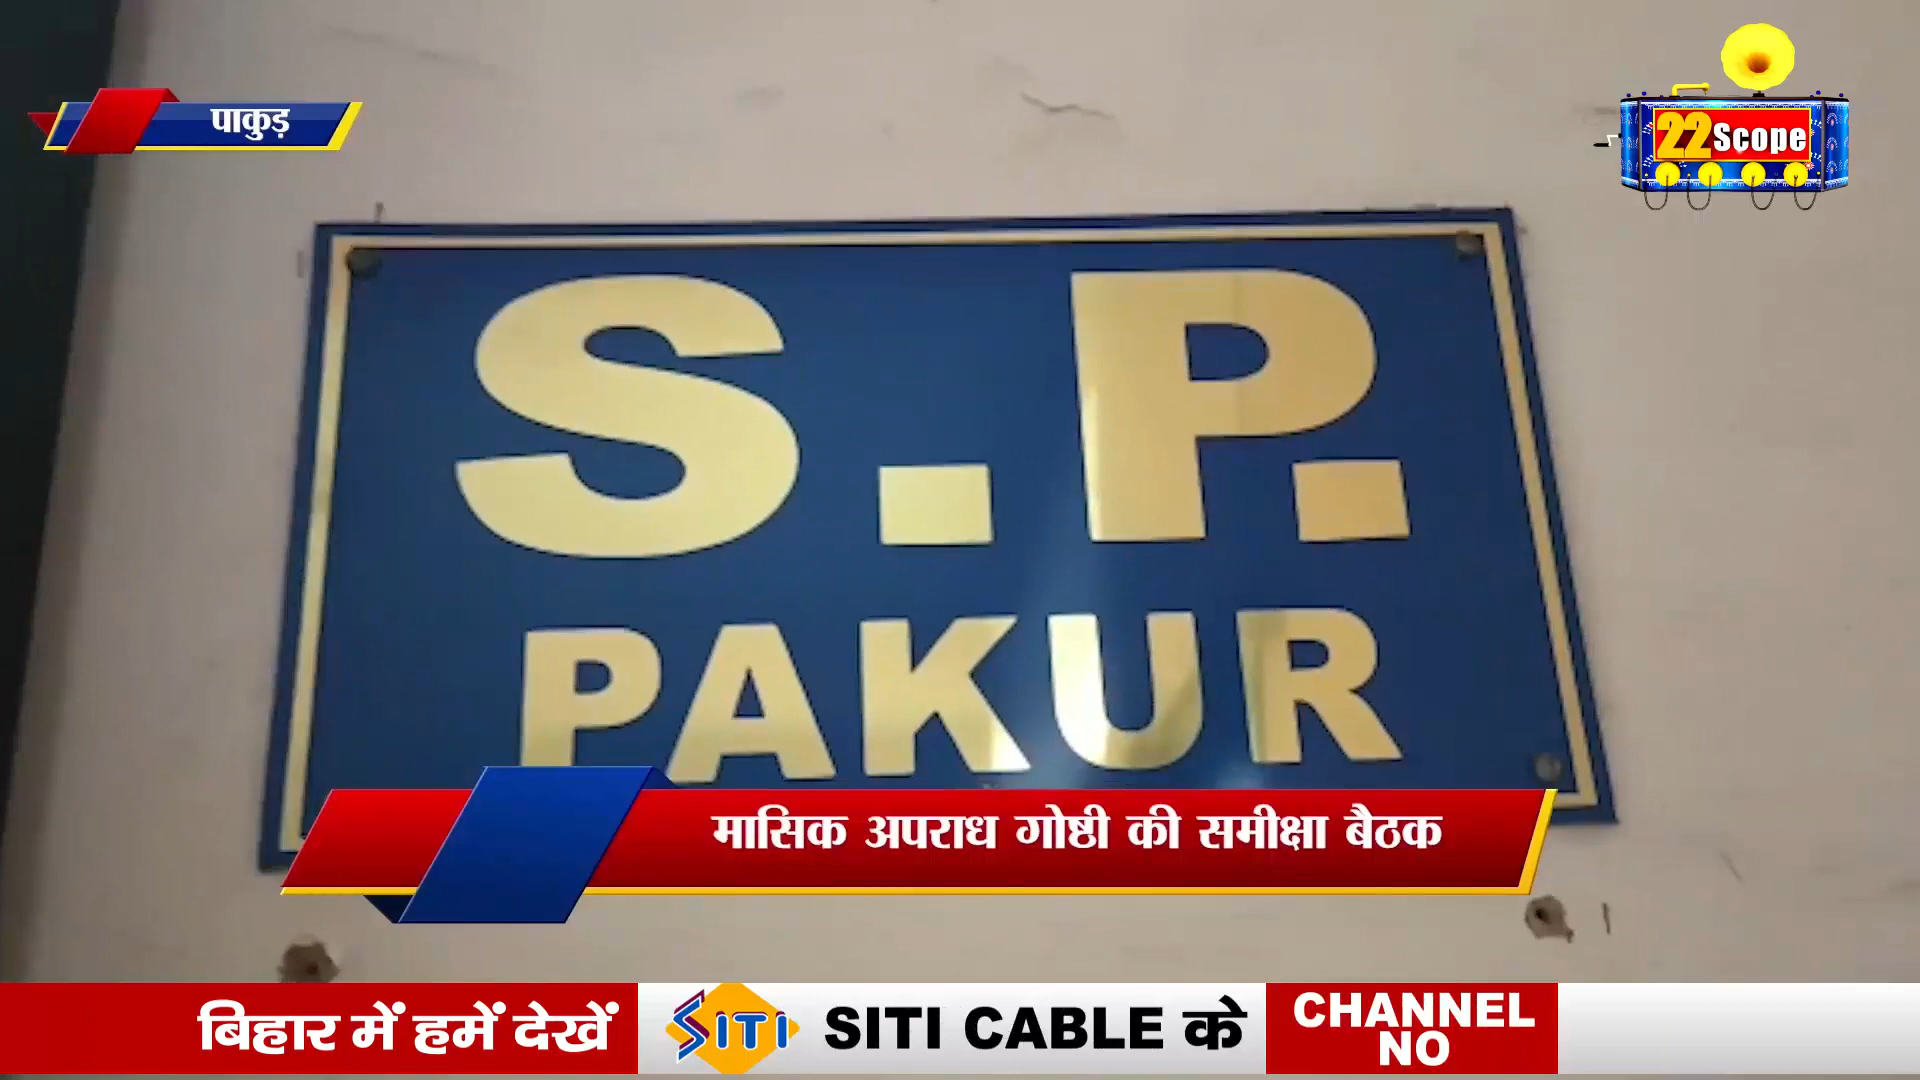 पाकुड़
22Scope
S.P.
PAKUR
मासिक अपराध गोष्ठी की समीक्षा बैठक
बिहार में हमें देखें SITI SITI CABLE के CHANNEL
NO